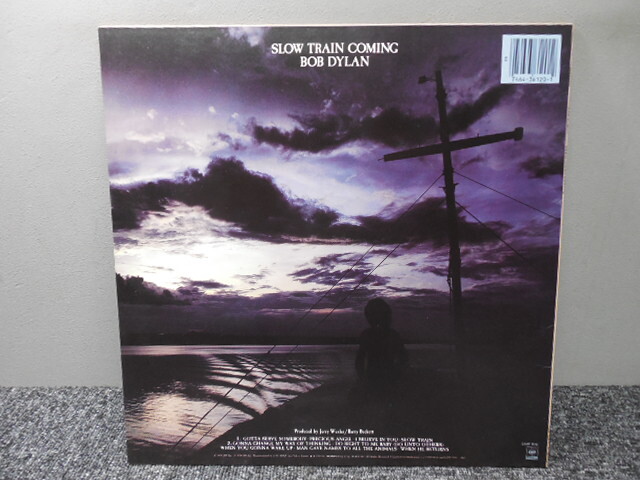 SLOW TRAIN COMING
BOB DYLAN
Produced by Jerry Wexler/Barry Beckett
1. GOTTA SERVE SOMEBODY · PRECIOUS ANGEL · I BELIEVE IN YOU · SLOW TRAIN
2. GONNA CHANGE MY WAY OF THINKING · DO RIGHT TO ME BABY (DO UNTO OTHERS) ·
WHEN YOU GONNA WAKE UP · MAN GAVE NAMES TO ALL THE ANIMALS · WHEN HE RETURNS